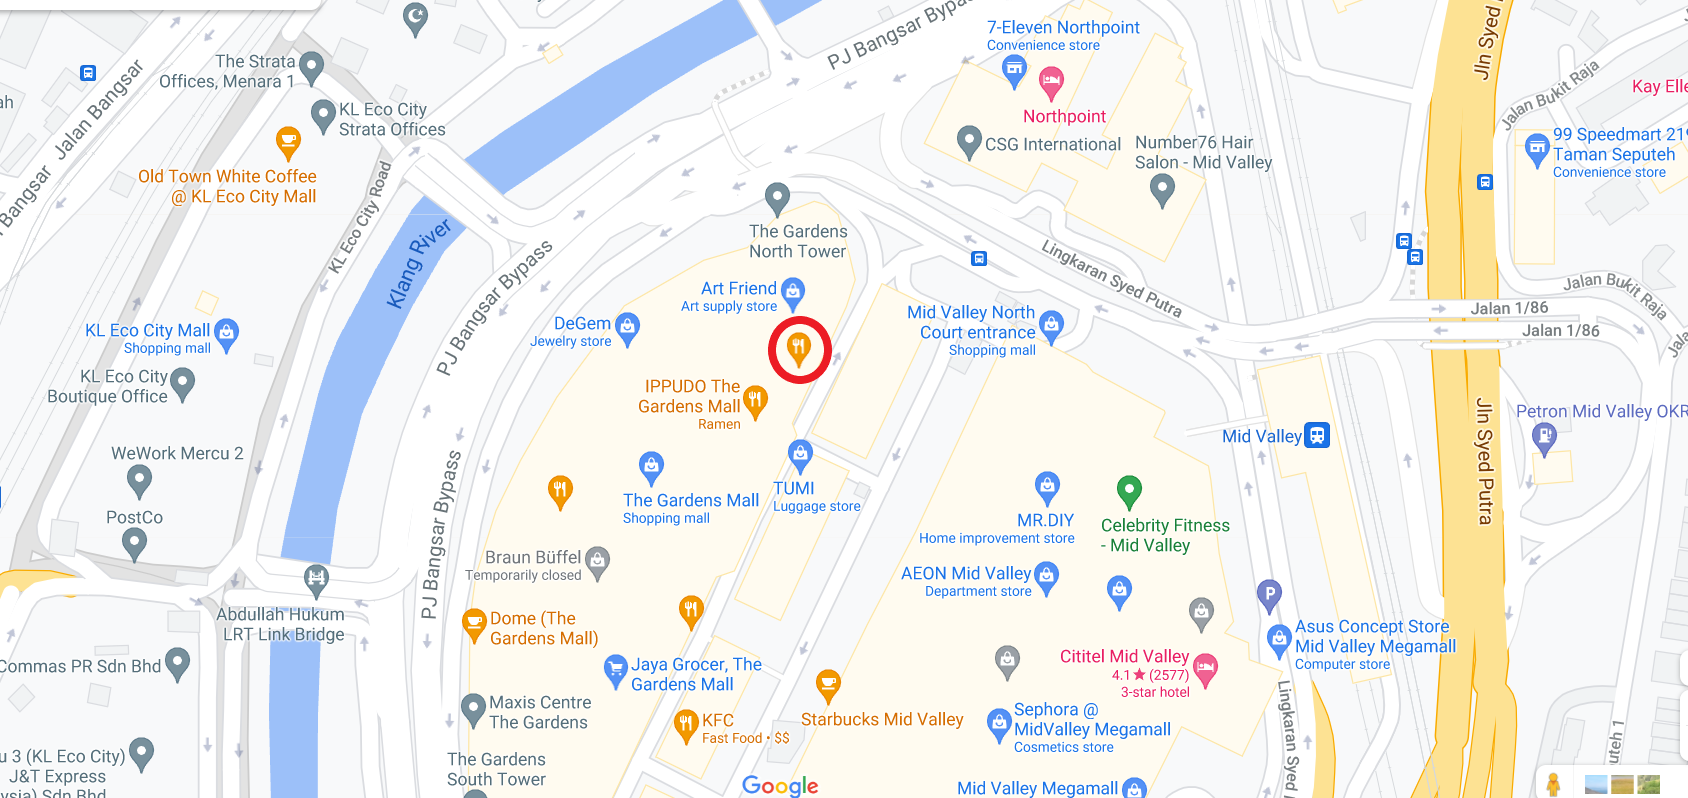 7-Eleven Northpoint
Convenience store
PJ Bangsar Bypass
Jln Syed
The Strata
Offices, Menara 1
Jalan Bangsar
Jalan Bukit Raja
Kay Elle
Northpoint
KL Eco City
Strata Offices
99 Speedmart 219
Taman Seputeh
Convenience store
CSG International
Number76 Hair
Salon - Mid Valley
Old Town White Coffee
@ KL Eco City Mall
Bangsar
KL Eco City Road
Klang River
The Gardens
North Tower
PJ Bangsar Bypass
Lingkaran Syed Putra
Art Friend
Art supply store
Jalan Bukit Raja
Jalan 1/86
Jalan 1/86
KL Eco City Mall
Shopping mall
DeGem
Jewelry store
Mid Valley North
Court entrance
Shopping mall
KL Eco City
Boutique Office
IPPUDO The
Gardens Mall
Ramen
Petron Mid Valley OKR
Jln Syed Putra
Mid Valley
WeWork Mercu 2
PJ Bangsar Bypass
The Gardens Mall
Shopping mall
TUMI
Luggage store
PostCo
MR.DIY
Home improvement store
Celebrity Fitness
- Mid Valley
Braun Büffel
Temporarily closed
AEON Mid Valley
Department store
P
Abdullah Hukum
LRT Link Bridge
Dome (The
Gardens Mall)
Asus Concept Store
Mid Valley Megamall
Computer store
Commas PR Sdn Bhd
Jaya Grocer, The
Gardens Mall
Cititel Mid Valley
4.1★ (2577)
3-star hotel
Maxis Centre
The Gardens
KFC
Fast Food • $$
Starbucks Mid Valley
Sephora @
MidValley Megamall
Cosmetics store
Lingkaran Syed
uteh 1
u 3 (KL Eco City)
J&T Express
ysia) Sdn Bhd
The Gardens
South Tower
Google
Mid Valley Megamall